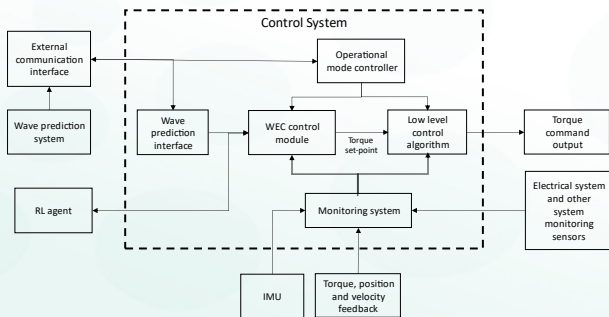 Control System
External
communication
interface
Operational
mode controller
Wave prediction
system
Wave
prediction
interface
WEC control
module
Torque
set-point
Low level
control
algorithm
Torque
command
output
RL agent
Monitoring system
Electrical system
and other
system
monitoring
sensors
IMU
Torque, position
and velocity
feedback